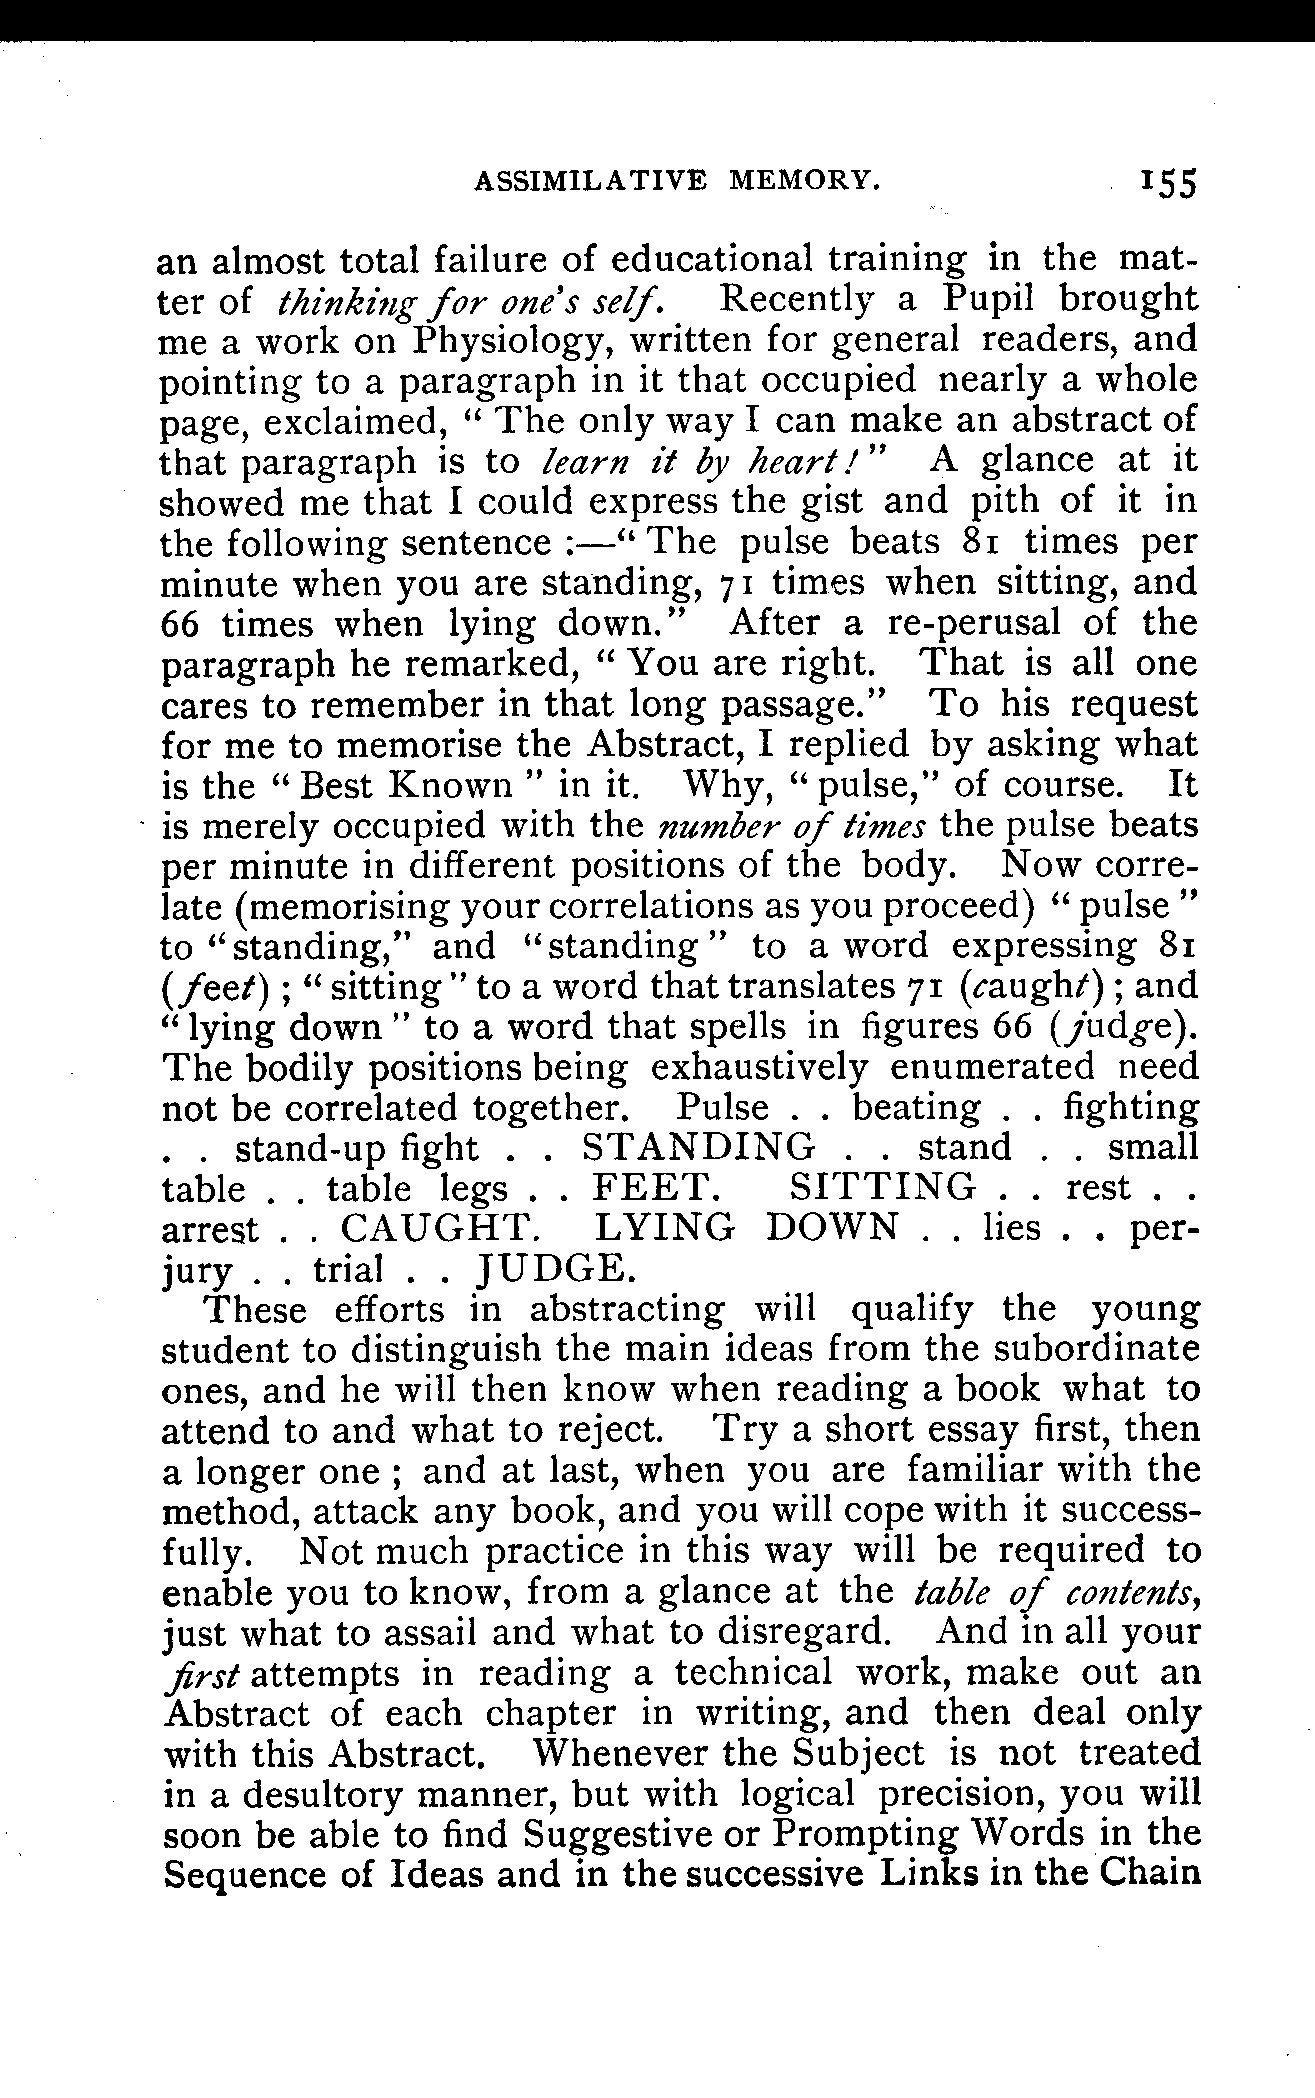 ASSIMILATIVE MEMORY. 155
an almost total failure of educational training in the mat-
ter of thinking for one's self. Recently a Pupil brought
me a work on Physiology, written for general readers, and
pointing to a paragraph in it that occupied nearly a whole
page, exclaimed, “ The only way I can make an abstract of
that paragraph is to learn it by heart! ” A glance at it
showed me that I could express the gist and pith of it in
the following sentence :—“ The pulse beats 81 times per
minute when you are standing, 71 times when sitting, and
66 times when lying down.” After a re-perusal of the
paragraph he remarked, “ You are right. That is all one
cares to remember in that long passage.” To his request
for me to memorise the Abstract, I replied by asking what
is the “ Best Known ” in it. Why, “ pulse,” of course. It
is merely occupied with the number of times the pulse beats
per minute in different positions of the body. Now corre-
late (memorising your correlations as you proceed) “ pulse ”
to “standing,” and “standing” to a word expressing 81
(feet) ; “ sitting ” to a word that translates 71 (caught) ; and
“ lying down ” to a word that spells in figures 66 (judge).
The bodily positions being exhaustively enumerated need
not be correlated together. Pulse . . beating . . fighting
. . stand-up fight . . STANDING . . stand . . small
table . . table legs . . FEET. SITTING . . rest . .
arrest . . CAUGHT. LYING DOWN . . lies . . per-
jury . . trial . . JUDGE.
These efforts in abstracting will qualify the young
student to distinguish the main ideas from the subordinate
ones, and he will then know when reading a book what to
attend to and what to reject. Try a short essay first, then
a longer one ; and at last, when you are familiar with the
method, attack any book, and you will cope with it success-
fully. Not much practice in this way will be required to
enable you to know, from a glance at the table of contents,
just what to assail and what to disregard. And in all your
first attempts in reading a technical work, make out an
Abstract of each chapter in writing, and then deal only
with this Abstract. Whenever the Subject is not treated
in a desultory manner, but with logical precision, you will
soon be able to find Suggestive or Prompting Words in the
Sequence of Ideas and in the successive Links in the Chain